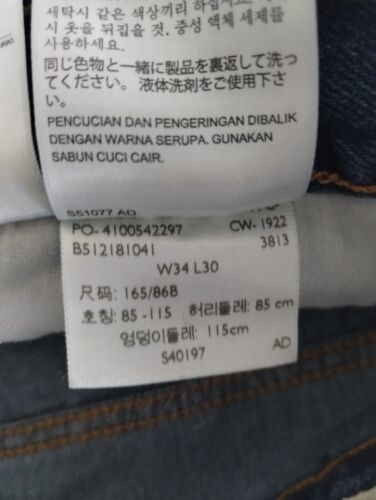 세탁시 같은 색상끼리 하십시오.
시 옷을 뒤집을 것. 중성 액체 세제를
사용하세요.
同じ色物と一緒に製品を裏返して洗っ
てください。液体洗剤をご使用下さ
い。
PENCUCIAN DAN PENGERINGAN DIBALIK
DENGAN WARNA SERUPA. GUNAKAN
SABUN CUCI CAIR.
S51077 AD
PO- 4100542297 CW- 1922
B512181041 3813
W34 L30
尺码: 165/86B
호칭: 85 -115 허리둘레: 85 cm
엉덩이둘레: 115cm
S40197 AD